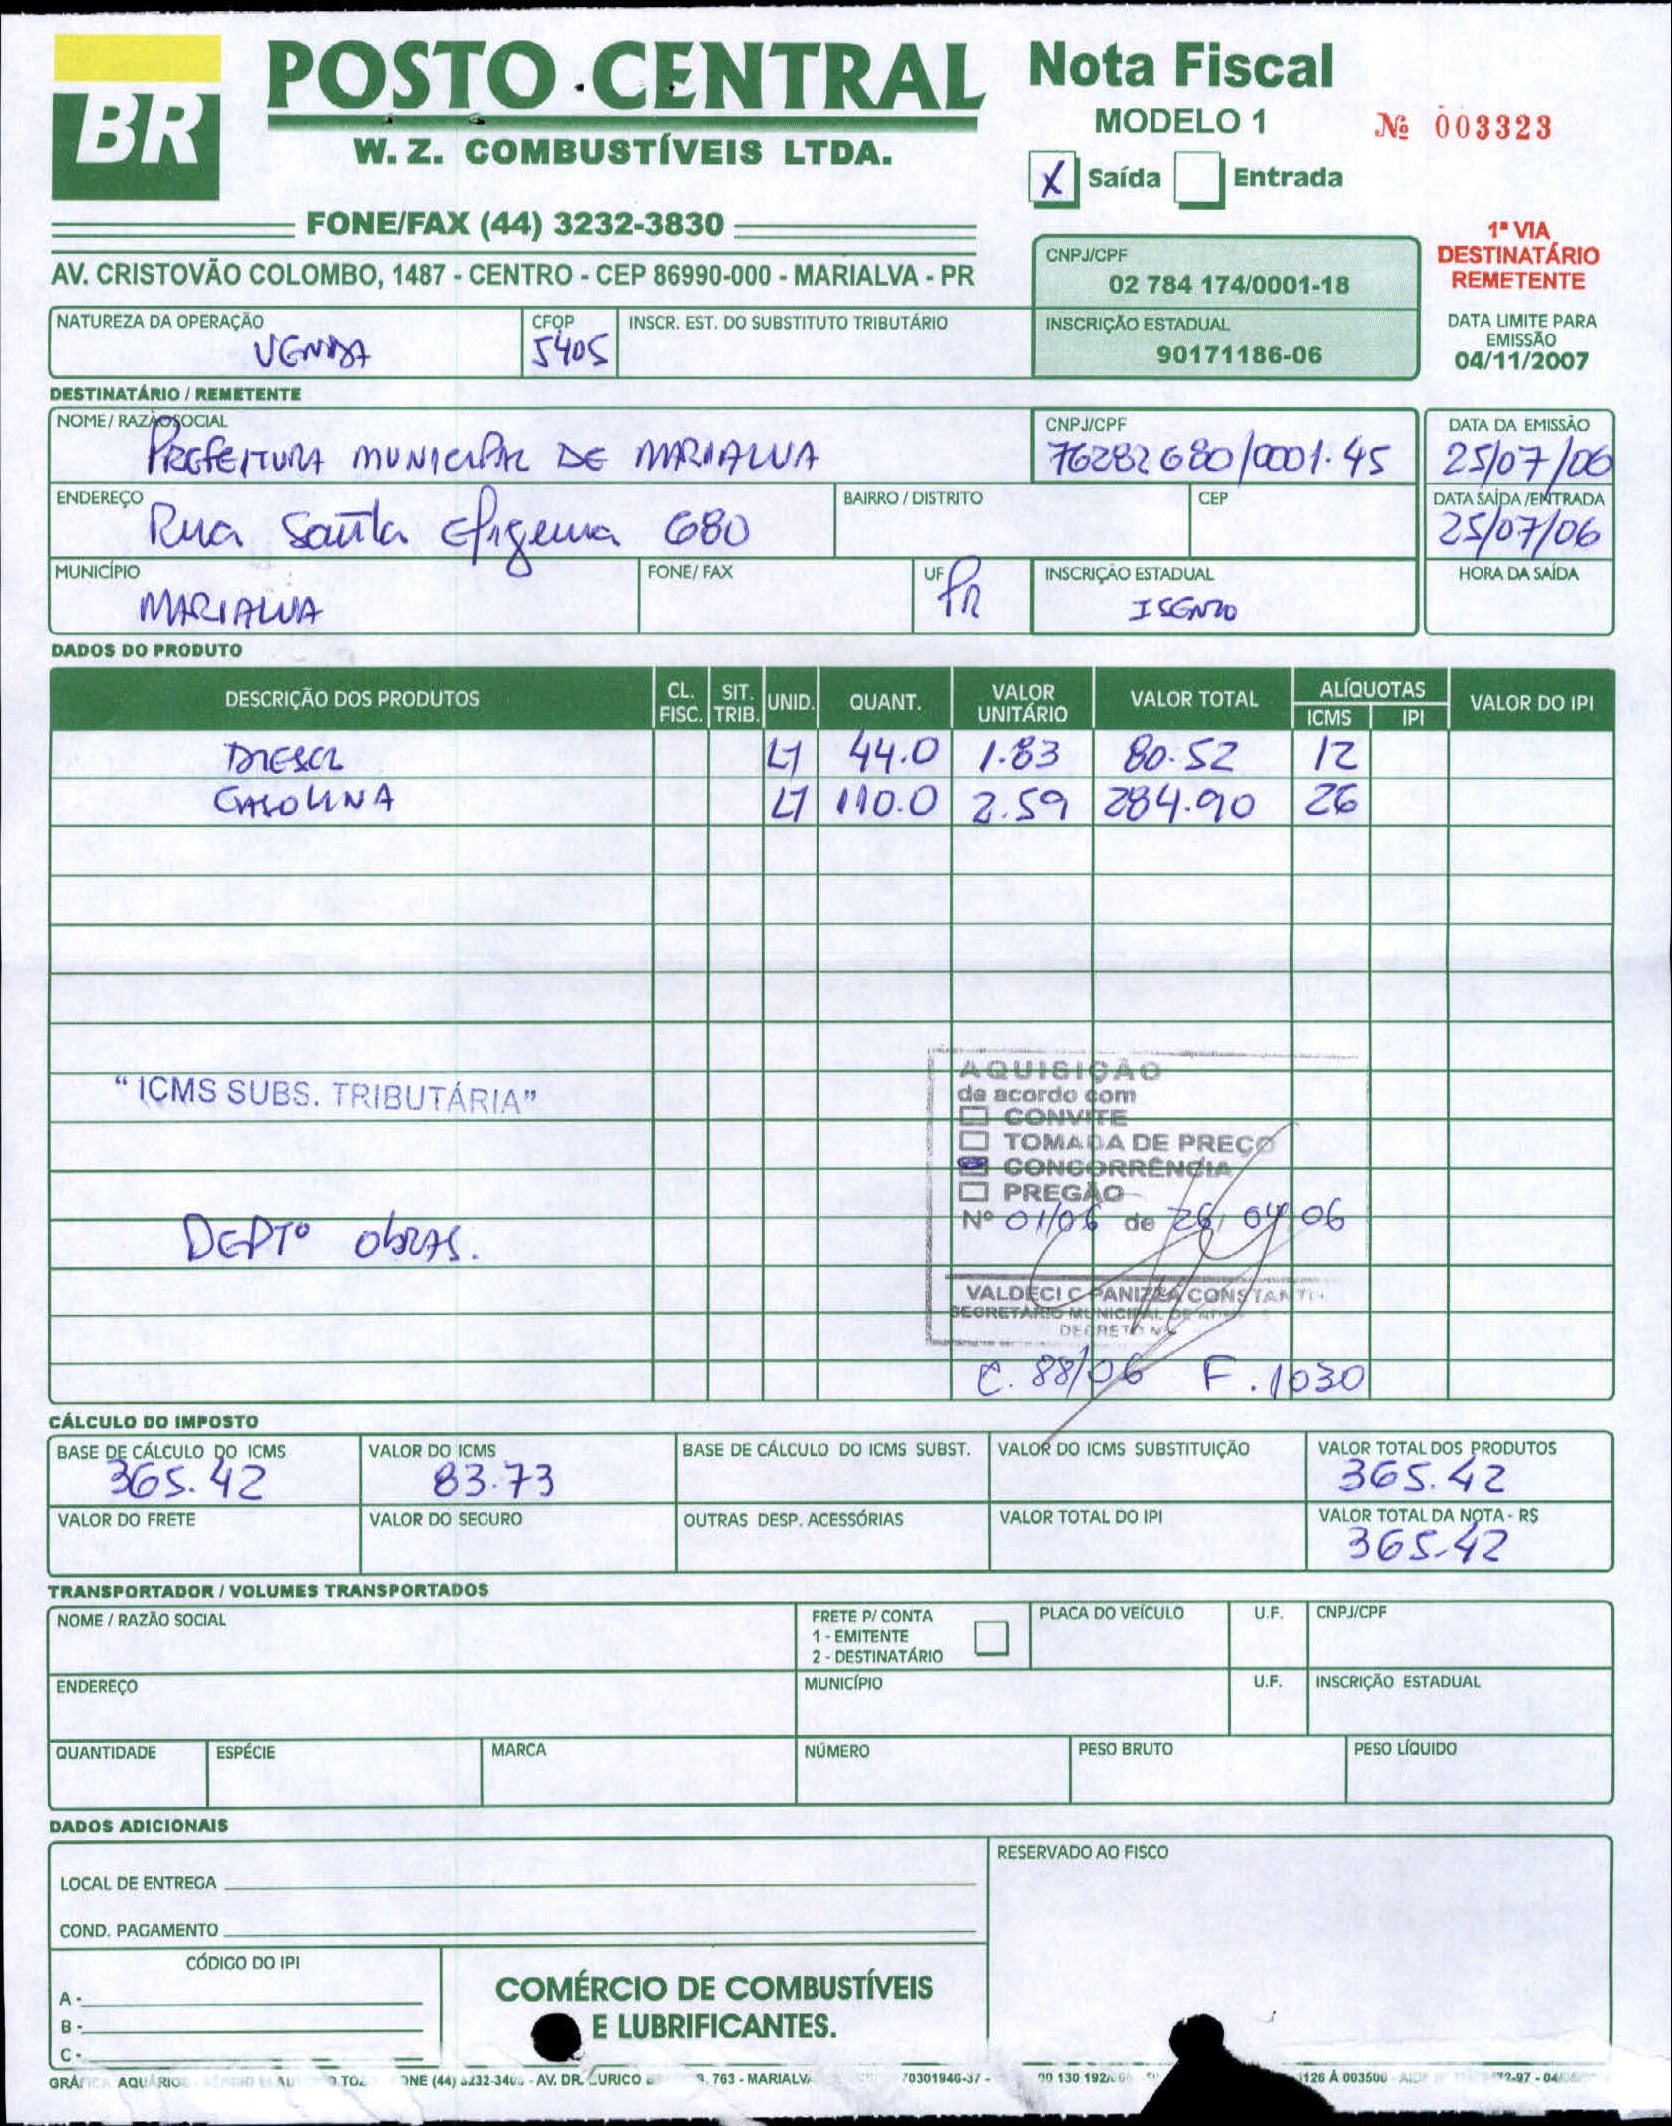 BR
POSTO CENTRAL
W. Z. COMBUSTÍVEIS LTDA.
FONE/FAX (44) 3232-3830
AV. CRISTOVÃO COLOMBO, 1487 - CENTRO - CEP 86990-000 - MARIALVA - PR
Nota Fiscal
MODELO 1
Nº 003323
X Saída Entrada
1ª VIA
DESTINATÁRIO
REMETENTE
CNPJ/CPF
02 784 174/0001-18
INSCRIÇÃO ESTADUAL
90171186-06
DATA LIMITE PARA
EMISSÃO
04/11/2007
NATUREZA DA OPERAÇÃO CFOP INSCR. EST. DO SUBSTITUTO TRIBUTÁRIO
VENDA 5405
DESTINATÁRIO / REMETENTE
NOME / RAZÃO SOCIAL CNPJ/CPF DATA DA EMISSÃO
PREFEITURA MUNICIPAL DE MARIALVA 76282680/0001.45 25/07/06
ENDEREÇO BAIRRO / DISTRITO CEP DATA SAÍDA / ENTRADA
Rua Santa Efigenia 680 25/07/06
MUNICÍPIO FONE / FAX UF INSCRIÇÃO ESTADUAL HORA DA SAÍDA
MARIALVA PR ISENTO
DADOS DO PRODUTO
DESCRIÇÃO DOS PRODUTOS CL. FISC. SIT. TRIB. UNID. QUANT. VALOR UNITÁRIO VALOR TOTAL ALÍQUOTAS ICMS IPI VALOR DO IPI
DIESEL LT 44.0 1.83 80.52 12
GASOLINA LT 110.0 2.59 284.90 26
"ICMS SUBS. TRIBUTÁRIA"
AQUISIÇÃO
de acordo com
CONVITE
TOMADA DE PREÇO
CONCORRÊNCIA
PREGÃO
Nº 01/06 de 26/04/06
DEPTº OBRAS.
VALDECI C PANIZZA CONSTANTI
SECRETÁRIO MUNICIPAL DE
DECRETO Nº
C. 88/06 F. 1030
CÁLCULO DO IMPOSTO
BASE DE CÁLCULO DO ICMS VALOR DO ICMS BASE DE CÁLCULO DO ICMS SUBST. VALOR DO ICMS SUBSTITUIÇÃO VALOR TOTAL DOS PRODUTOS
365.42 83.73 365.42
VALOR DO FRETE VALOR DO SEGURO OUTRAS DESP. ACESSÓRIAS VALOR TOTAL DO IPI VALOR TOTAL DA NOTA - R$
365.42
TRANSPORTADOR / VOLUMES TRANSPORTADOS
NOME / RAZÃO SOCIAL FRETE P/ CONTA PLACA DO VEÍCULO U.F. CNPJ/CPF
1 - EMITENTE
2 - DESTINATÁRIO
ENDEREÇO MUNICÍPIO U.F. INSCRIÇÃO ESTADUAL
QUANTIDADE ESPÉCIE MARCA NÚMERO PESO BRUTO PESO LÍQUIDO
DADOS ADICIONAIS
RESERVADO AO FISCO
LOCAL DE ENTREGA
COND. PAGAMENTO
CÓDIGO DO IPI
A -
B -
C -
COMÉRCIO DE COMBUSTÍVEIS
E LUBRIFICANTES.
GRÁFICA AQUÁRIOS (44) 3232-340 - AV. DR. EURICO 763 - MARIALVA